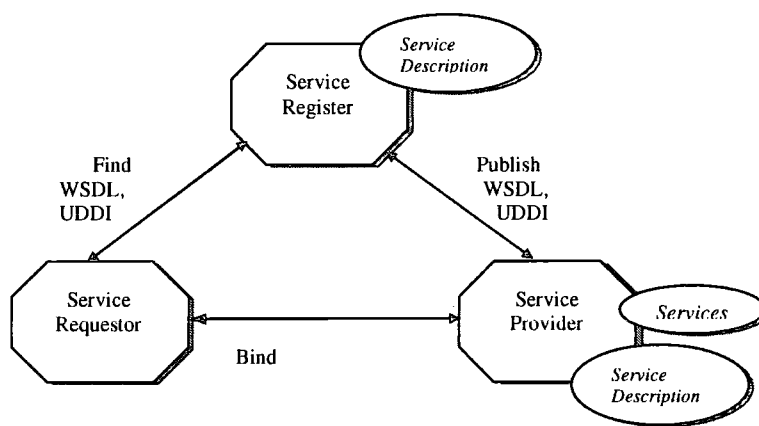 Service
Description
Service
Register
Find
WSDL,
UDDI
Publish
WSDL,
UDDI
Service
Requestor
Service
Provider
Services
Bind
Service
Description